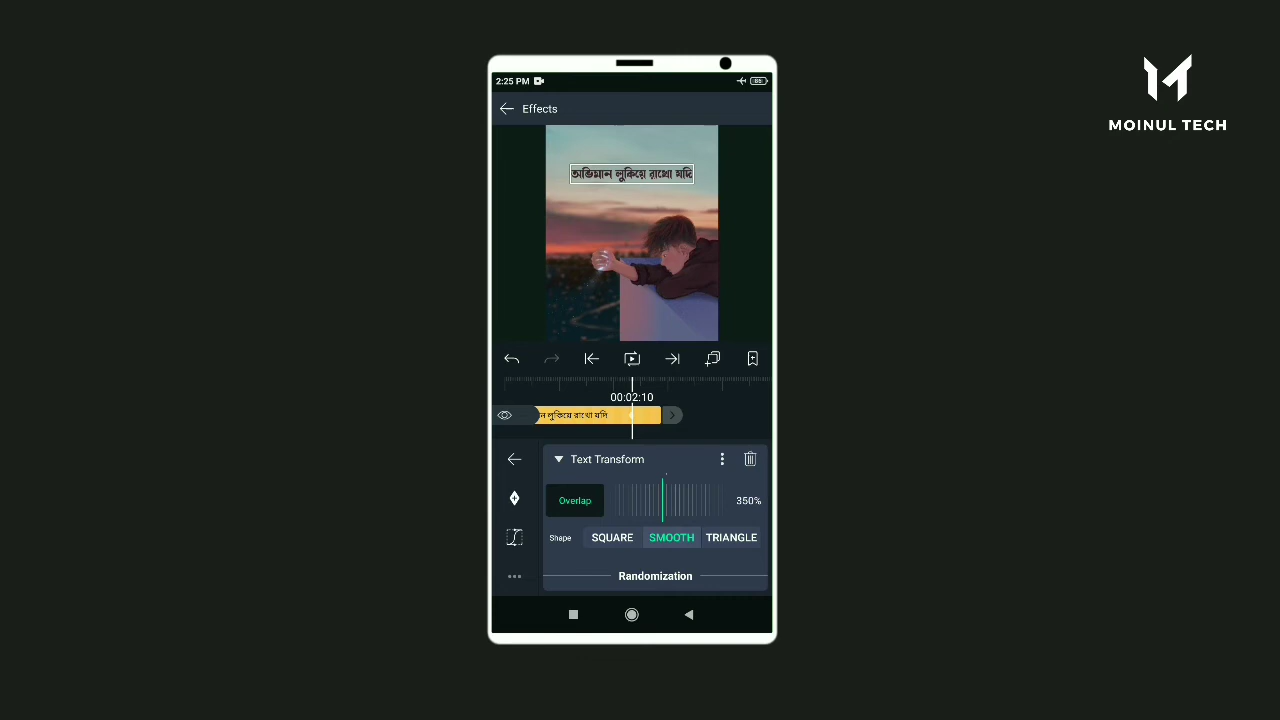 2:25 PM
Effects
MOINUL TECH
অভিমান লুকিয়ে রাখো যদি
00:02:10
ন লুকিয়ে রাখো যদি
Text Transform
Overlap
350%
Shape
SQUARE
SMOOTH
TRIANGLE
Randomization